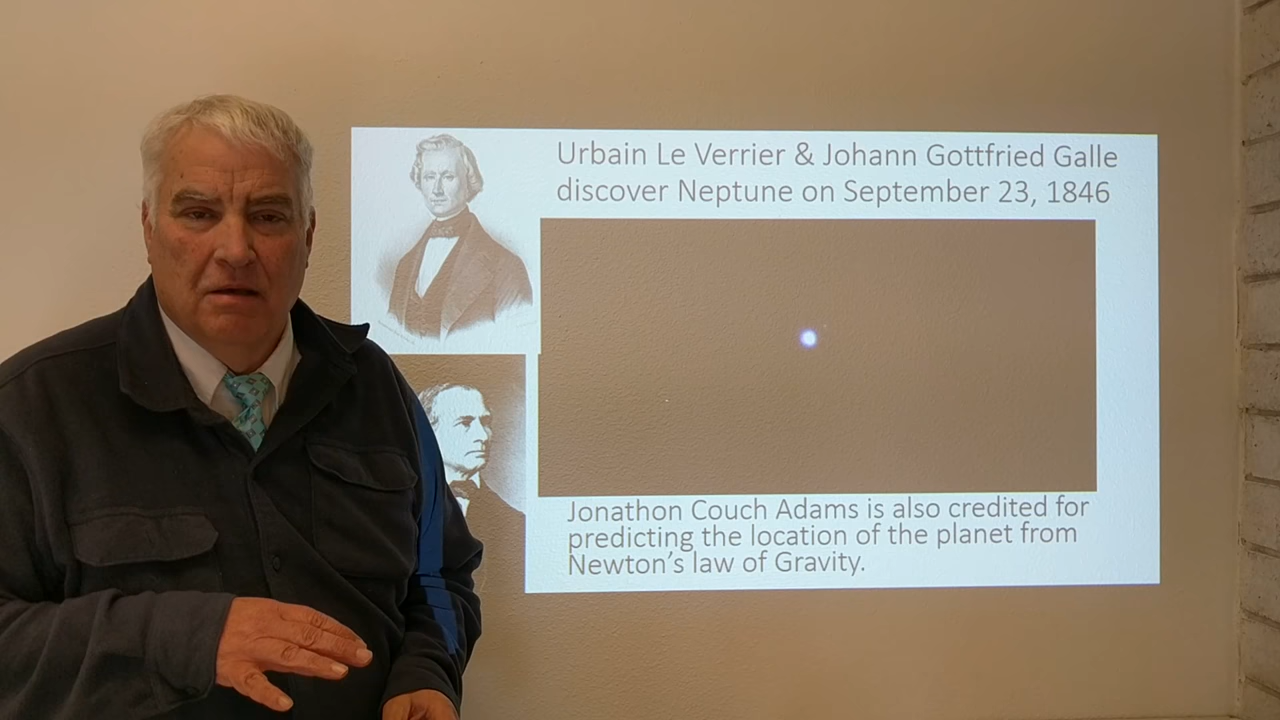 Urbain Le Verrier & Johann Gottfried Galle
discover Neptune on September 23, 1846
Jonathon Couch Adams is also credited for
predicting the location of the planet from
Newton's law of Gravity.